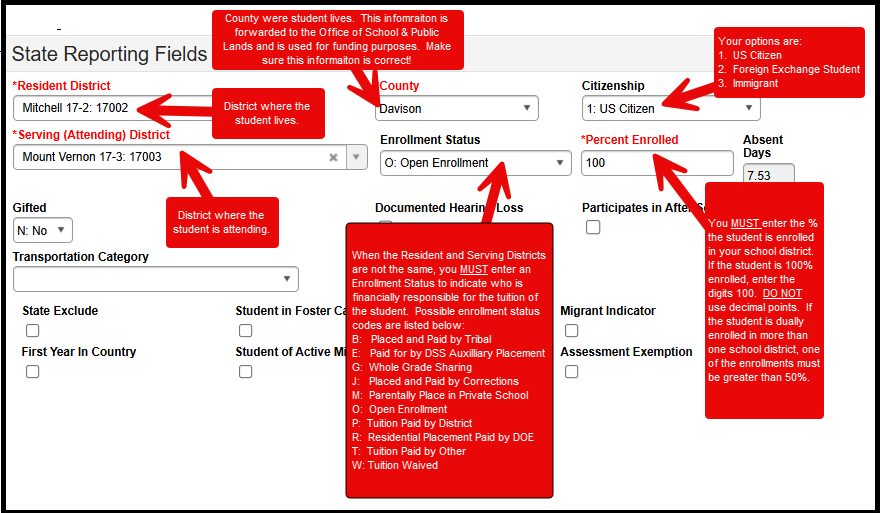 County were student lives.  This infomraiton is
forwarded to the Office of School & Public
Lands and is used for funding purposes.  Make
sure this informaiton is correct!
State Reporting Fields
Your options are:
1.  US Citizen
2.  Foreign Exchange Student
3.  Immigrant
*Resident District
County
Citizenship
Mitchell 17-2: 17002
District where the
student lives.
Davison
1: US Citizen
*Serving (Attending) District
Enrollment Status
*Percent Enrolled
Absent
Days
Mount Vernon 17-3: 17003
O: Open Enrollment
100
7.53
Gifted
N: No
District where the
student is attending.
Documented Hearing Loss
Participates in After S
You MUST enter the %
the student is enrolled
in your school district.
If the student is 100%
enrolled, enter the
digits 100.  DO NOT
use decimal points.  If
the student is dually
enrolled in more than
one school district, one
of the enrollments must
be greater than 50%.
When the Resident and Serving Districts
are not the same, you MUST enter an
Enrollment Status to indicate who is
financially responsible for the tuition of
the student.  Possible enrollment status
codes are listed below:
B:  Placed and Paid by Tribal
E:  Paid for by DSS Auxilliary Placement
G:  Whole Grade Sharing
J:  Placed and Paid by Corrections
M:  Parentally Place in Private School
O:  Open Enrollment
P:  Tuition Paid by District
R:  Residential Placement Paid by DOE
T:  Tuition Paid by Other
W: Tuition Waived
Transportation Category
State Exclude
Student in Foster Ca
Migrant Indicator
First Year In Country
Student of Active Mi
Assessment Exemption